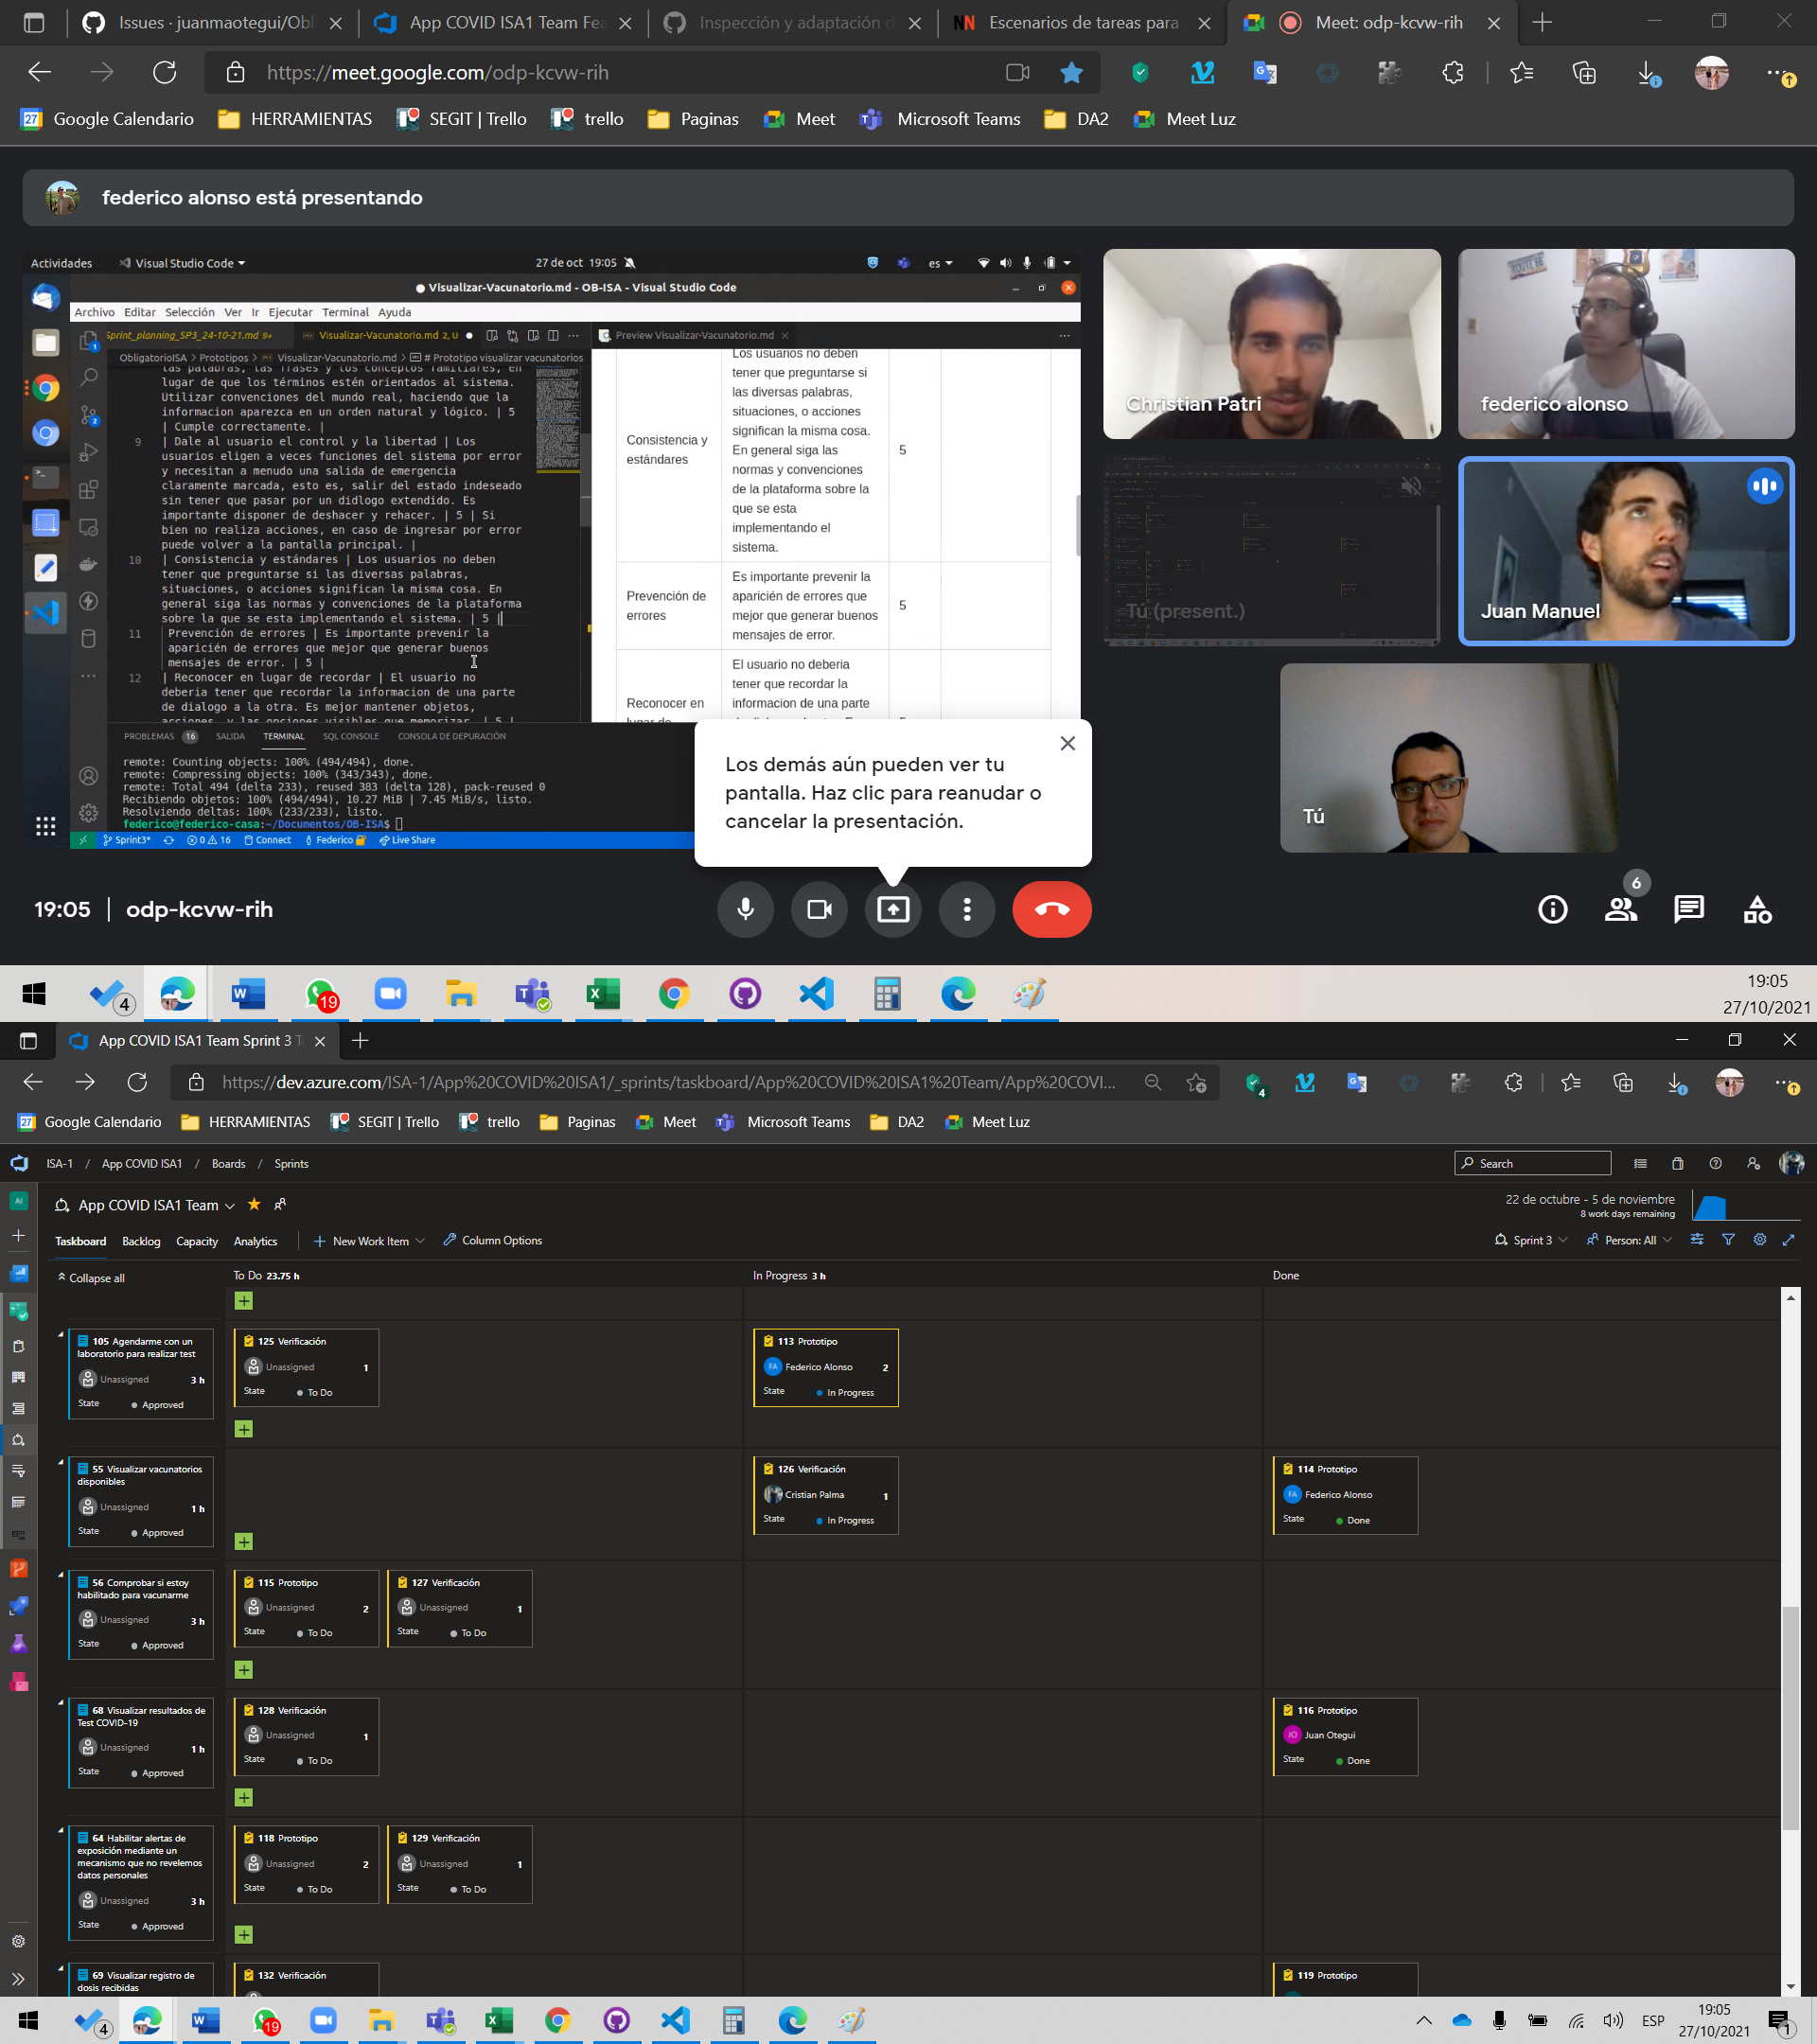 Issues · juanmaotegui/Obl
App COVID ISA1 Team Fea
Inspección y adaptación d
Escenarios de tareas para
Meet: odp-kcvw-rih
https://meet.google.com/odp-kcvw-rih
Google Calendario
HERRAMIENTAS
SEGIT | Trello
trello
Paginas
Meet
Microsoft Teams
DA2
Meet Luz
federico alonso está presentando
Actividades
Visual Studio Code
27 de oct 19:05
es
Visualizar-Vacunatorio.md - OB-ISA - Visual Studio Code
Archivo Editar Selección Ver Ir Ejecutar Terminal Ayuda
Sprint_planning_SP3_24-10-21.md 9+
Visualizar-Vacunatorio.md 2, U
Preview Visualizar-Vacunatorio.md
ObligatorioISA > Prototipos > Visualizar-Vacunatorio.md > # Prototipo visualizar vacunatorios
las palabras, las frases y los conceptos familiares, en
lugar de que los términos estén orientados al sistema.
Utilizar convenciones del mundo real, haciendo que la
informacion aparezca en un orden natural y lógico. | 5
| Cumple correctamente. |
9 | Dale al usuario el control y la libertad | Los
usuarios eligen a veces funciones del sistema por error
y necesitan a menudo una salida de emergencia
claramente marcada, esto es, salir del estado indeseado
sin tener que pasar por un didlogo extendido. Es
importante disponer de deshacer y rehacer. | 5 | Si
bien no realiza acciones, en caso de ingresar por error
puede volver a la pantalla principal. |
10 | Consistencia y estándares | Los usuarios no deben
tener que preguntarse si las diversas palabras,
situaciones, o acciones significan la misma cosa. En
general siga las normas y convenciones de la plataforma
sobre la que se esta implementando el sistema. | 5 |
11 Prevención de errores | Es importante prevenir la
aparicién de errores que mejor que generar buenos
mensajes de error. | 5 |
12 | Reconocer en lugar de recordar | El usuario no
deberia tener que recordar la informacion de una parte
de dialogo a la otra. Es mejor mantener objetos,
acciones, y las opciones visibles que memorizar. | 5 |
Consistencia y
estándares
Los usuarios no deben
tener que preguntarse si
las diversas palabras,
situaciones, o acciones
significan la misma cosa.
En general siga las
normas y convenciones
de la plataforma sobre la
que se esta
implementando el
sistema.
5
Prevención de
errores
Es importante prevenir la
aparicién de errores que
mejor que generar buenos
mensajes de error.
5
Reconocer en
lugar de
El usuario no deberia
tener que recordar la
informacion de una parte
PROBLEMAS 16 SALIDA TERMINAL SQL CONSOLE CONSOLA DE DEPURACIÓN
remote: Counting objects: 100% (494/494), done.
remote: Compressing objects: 100% (343/343), done.
remote: Total 494 (delta 233), reused 383 (delta 128), pack-reused 0
Recibiendo objetos: 100% (494/494), 10.27 MiB | 7.45 MiB/s, listo.
Resolviendo deltas: 100% (233/233), listo.
federico@federico-casa:~/Documentos/OB-ISA$
Sprint3* 0 16 Connect Federico Live Share
Christian Patri
federico alonso
Tú (present.)
Juan Manuel
Tú
Los demás aún pueden ver tu
pantalla. Haz clic para reanudar o
cancelar la presentación.
19:05 | odp-kcvw-rih
6
4
19
19:05
27/10/2021
App COVID ISA1 Team Sprint 3 T
https://dev.azure.com/ISA-1/App%20COVID%20ISA1/_sprints/taskboard/App%20COVID%20ISA1%20Team/App%20COVI...
4
Google Calendario
HERRAMIENTAS
SEGIT | Trello
trello
Paginas
Meet
Microsoft Teams
DA2
Meet Luz
ISA-1 / App COVID ISA1 / Boards / Sprints
Search
AI
App COVID ISA1 Team
22 de octubre - 5 de noviembre
8 work days remaining
Taskboard Backlog Capacity Analytics
New Work Item
Column Options
Sprint 3
Person: All
Collapse all
To Do 23.75 h
In Progress 3 h
Done
105 Agendarme con un
laboratorio para realizar test
Unassigned 3 h
State Approved
125 Verificación
Unassigned 1
State To Do
113 Prototipo
FA Federico Alonso 2
State In Progress
55 Visualizar vacunatorios
disponibles
Unassigned 1 h
State Approved
126 Verificación
Cristian Palma 1
State In Progress
114 Prototipo
FA Federico Alonso
State Done
56 Comprobar si estoy
habilitado para vacunarme
Unassigned 3 h
State Approved
115 Prototipo
Unassigned 2
State To Do
127 Verificación
Unassigned 1
State To Do
68 Visualizar resultados de
Test COVID-19
Unassigned 1 h
State Approved
128 Verificación
Unassigned 1
State To Do
116 Prototipo
JO Juan Otegui
State Done
64 Habilitar alertas de
exposición mediante un
mecanismo que no revelemos
datos personales
Unassigned 3 h
State Approved
118 Prototipo
Unassigned 2
State To Do
129 Verificación
Unassigned 1
State To Do
69 Visualizar registro de
dosis recibidas
132 Verificación
119 Prototipo
4
19
ESP
19:05
27/10/2021
1